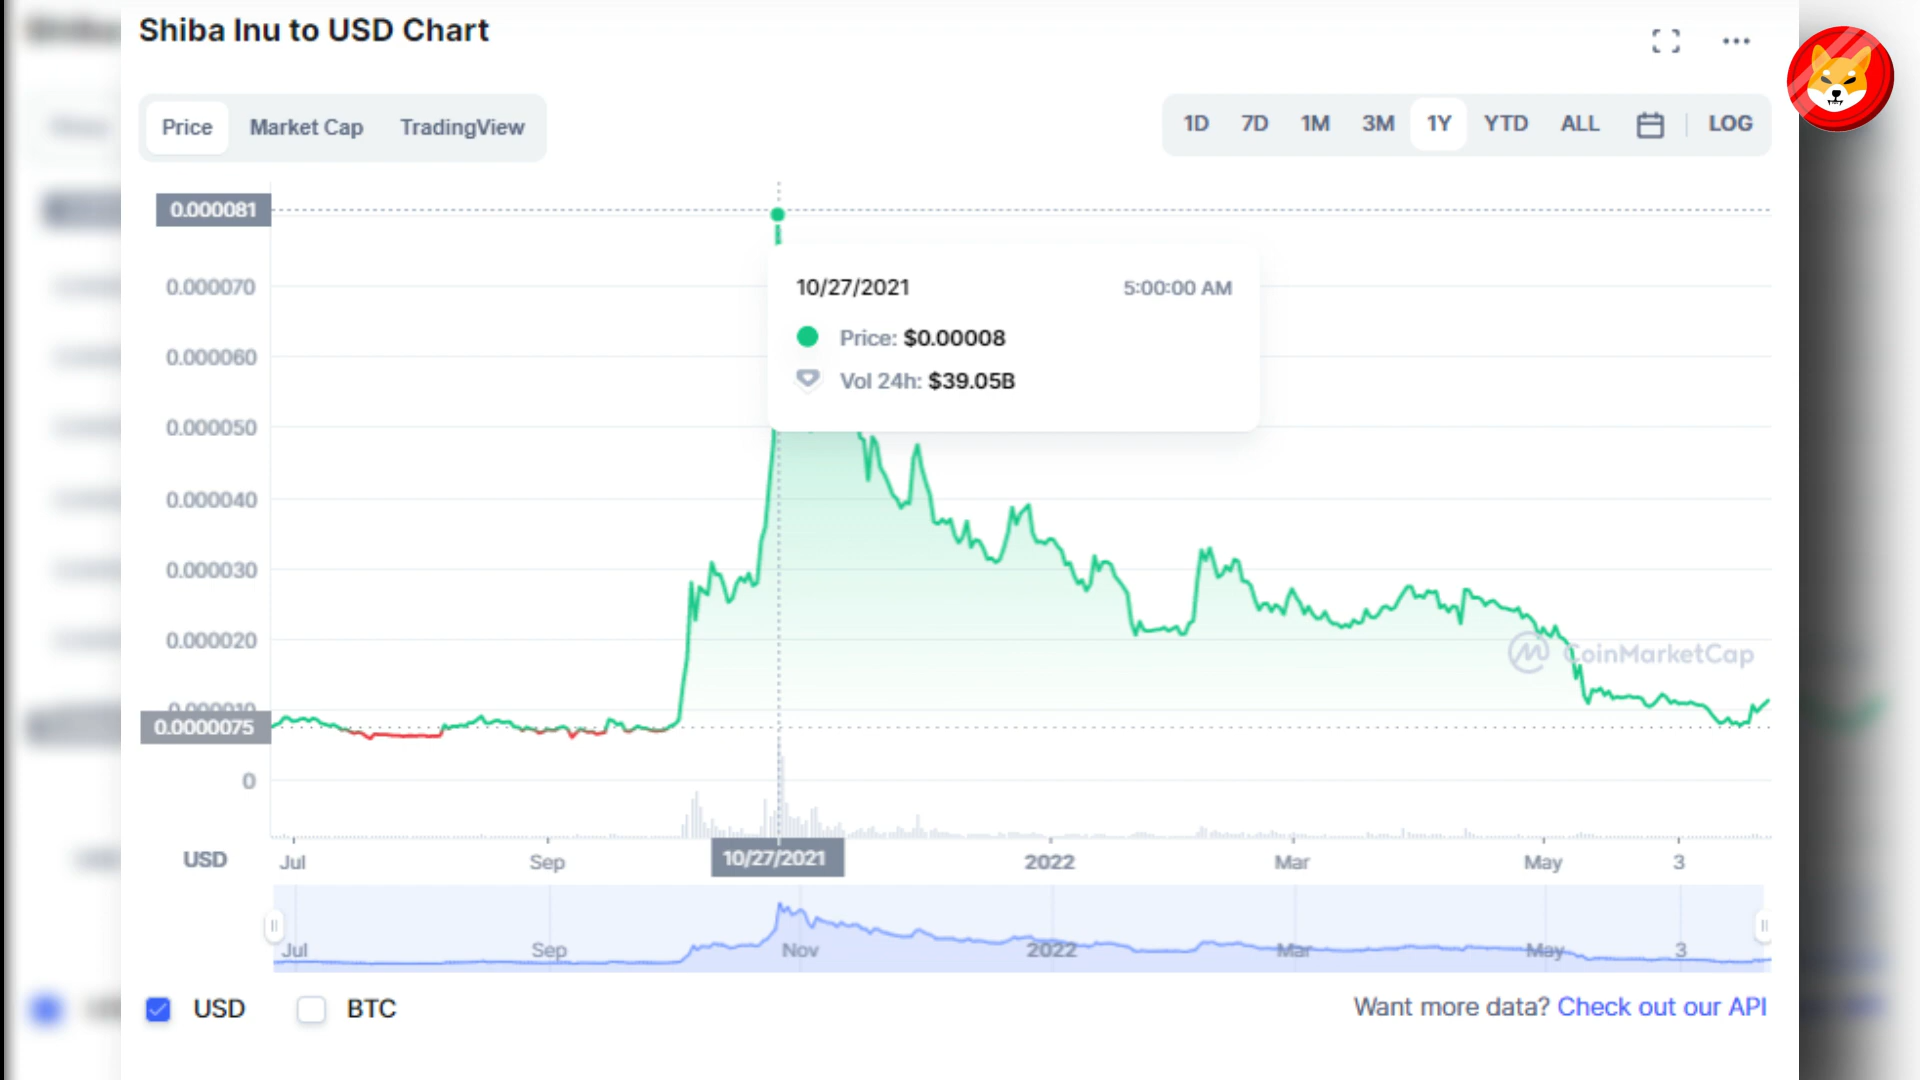 Shiba Inu to USD Chart
Price Market Cap TradingView
1D 7D 1M 3M 1Y YTD ALL LOG
0.000081
0.000070
0.000060
0.000050
0.000040
0.000030
0.000020
0.000010
0.0000075
0
10/27/2021 5:00:00 AM
Price: $0.00008
Vol 24h: $39.05B
CoinMarketCap
USD Jul Sep 10/27/2021 2022 Mar May 3
Jul Sep Nov 2022 Mar May 3
USD BTC
Want more data? Check out our API